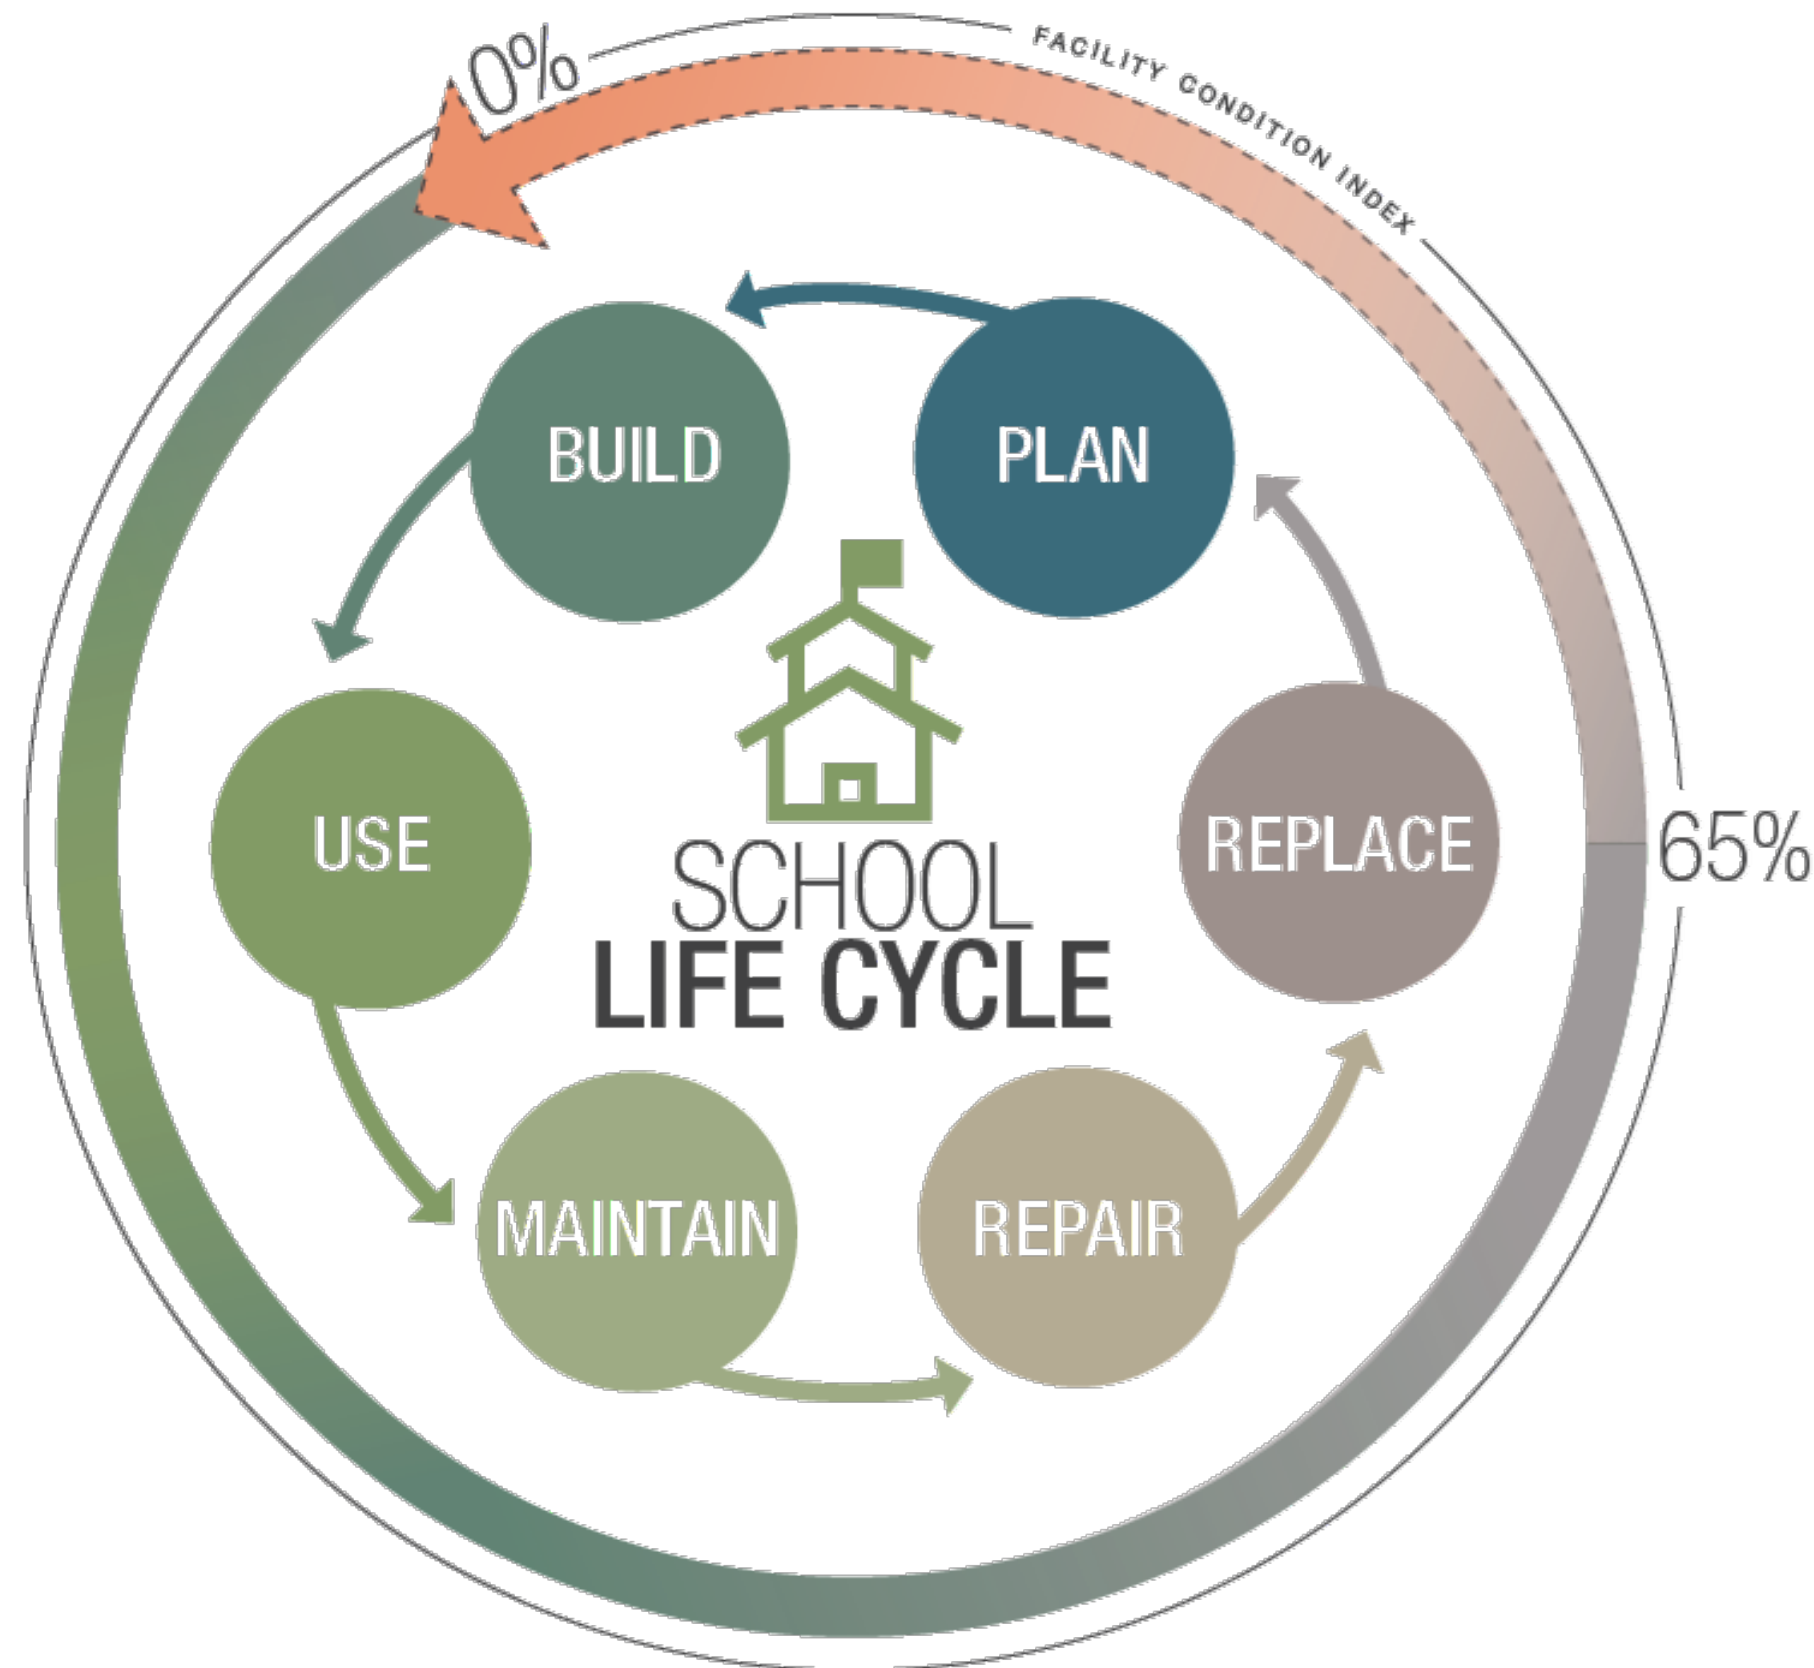 0%
FACILITY CONDITION INDEX
BUILD
PLAN
USE
REPLACE
65%
SCHOOL
LIFE CYCLE
MAINTAIN
REPAIR